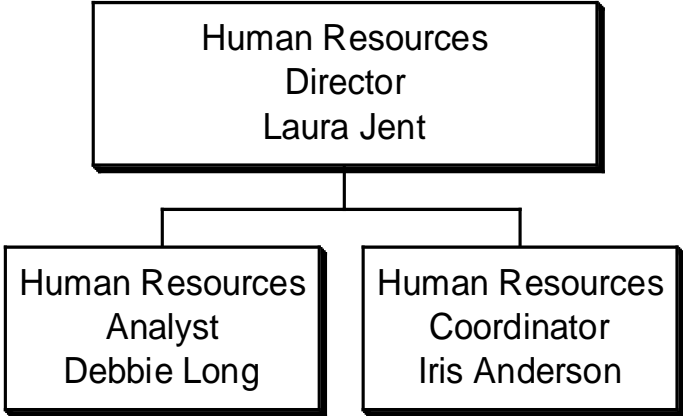 Human Resources
Director
Laura Jent
Human Resources
Analyst
Debbie Long
Human Resources
Coordinator
Iris Anderson